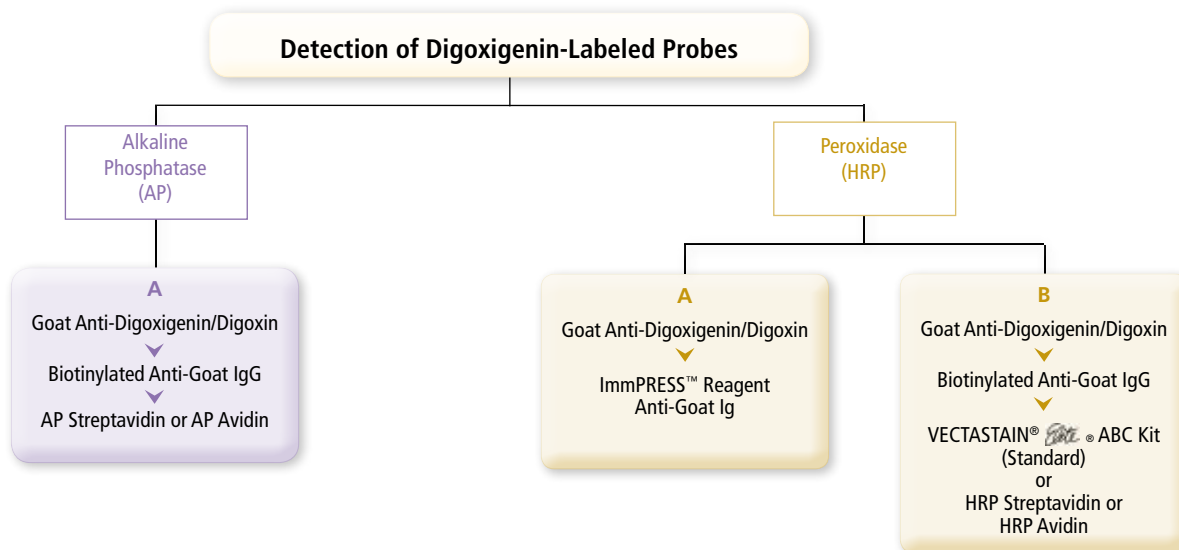 Detection of Digoxigenin-Labeled Probes
Alkaline
Phosphatase
(AP)
Peroxidase
(HRP)
A
Goat Anti-Digoxigenin/Digoxin
Biotinylated Anti-Goat IgG
AP Streptavidin or AP Avidin
A
Goat Anti-Digoxigenin/Digoxin
ImmPRESS™ Reagent
Anti-Goat Ig
B
Goat Anti-Digoxigenin/Digoxin
Biotinylated Anti-Goat IgG
VECTASTAIN® Elite ® ABC Kit
(Standard)
or
HRP Streptavidin or
HRP Avidin